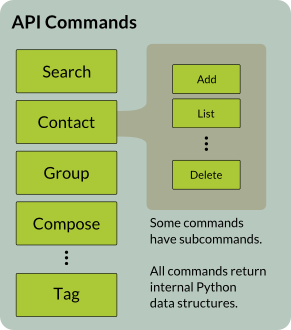 API Commands
Search
Contact
Group
Compose
Tag
Add
List
Delete
Some commands
have subcommands.
All commands return
internal Python
data structures.